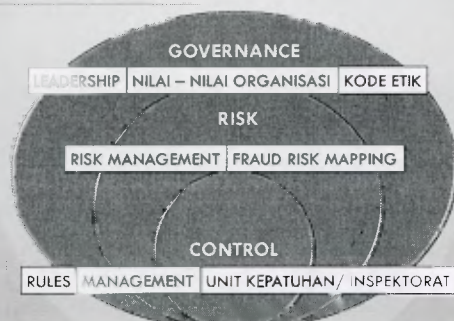 GOVERNANCE
LEADERSHIP NILAI – NILAI ORGANISASI KODE ETIK
RISK
RISK MANAGEMENT FRAUD RISK MAPPING
CONTROL
RULES MANAGEMENT UNIT KEPATUHAN/ INSPEKTORAT